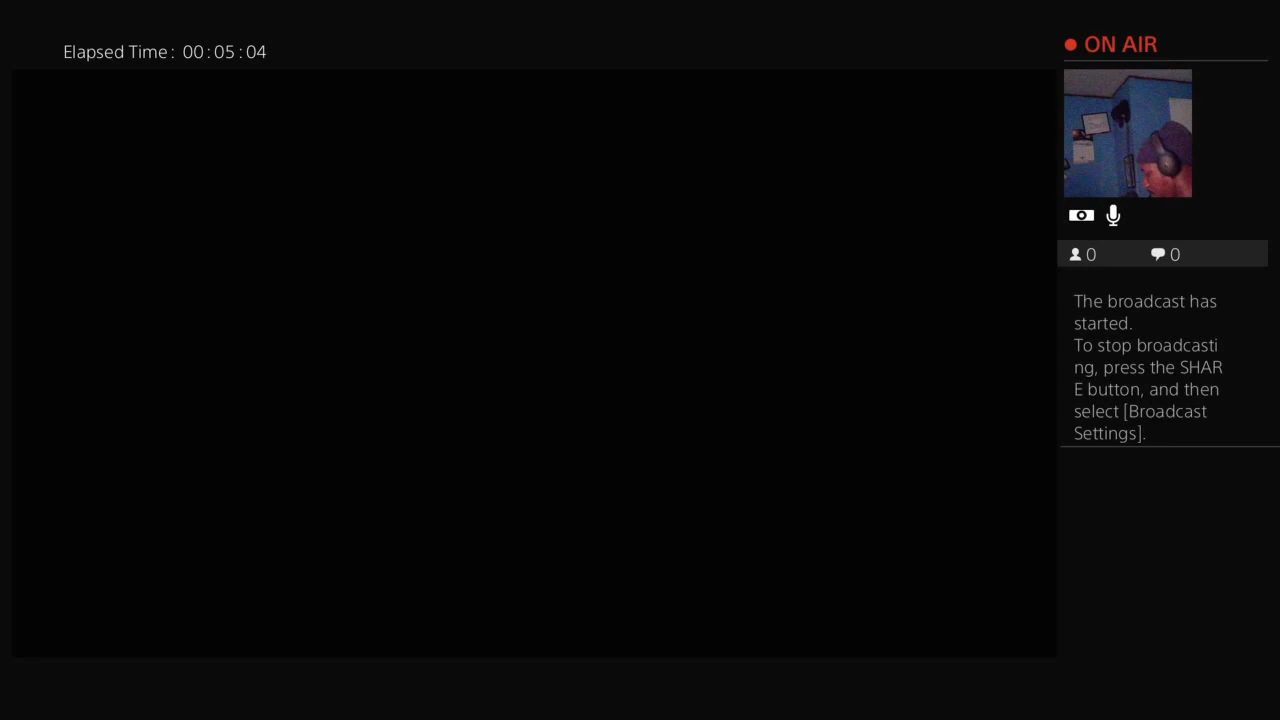 Elapsed Time: 00:05:04
ON AIR
0 0
The broadcast has
started.
To stop broadcasti
ng, press the SHAR
E button, and then
select [Broadcast
Settings].